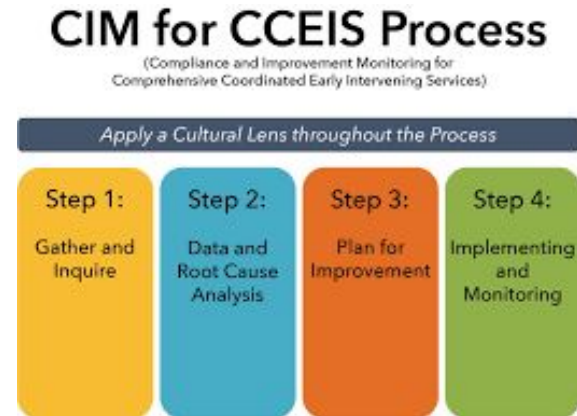 CIM for CCEIS Process
(Compliance and Improvement Monitoring for
Comprehensive Coordinated Early Intervening Services)
Apply a Cultural Lens throughout the Process
Step 1:
Gather and
Inquire
Step 2:
Data and
Root Cause
Analysis
Step 3:
Plan for
Improvement
Step 4:
Implementing
and
Monitoring